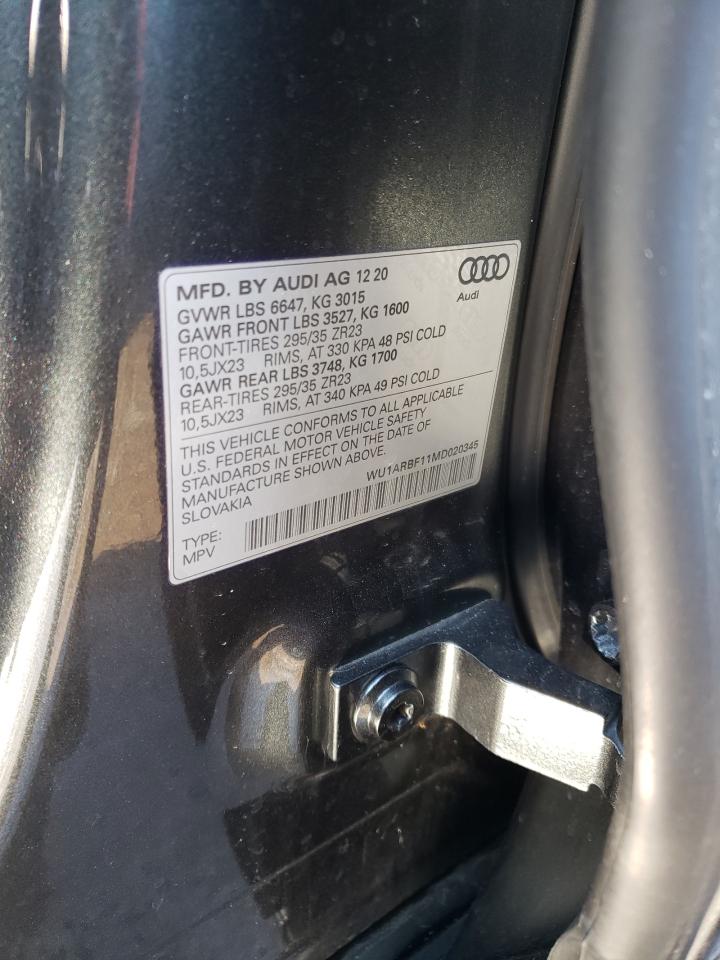 MFD. BY AUDI AG 12 20
Audi
GVWR LBS 6647, KG 3015
GAWR FRONT LBS 3527, KG 1600
FRONT-TIRES 295/35 ZR23
10,5JX23 RIMS, AT 330 KPA 48 PSI COLD
GAWR REAR LBS 3748, KG 1700
REAR-TIRES 295/35 ZR23
10,5JX23 RIMS, AT 340 KPA 49 PSI COLD
THIS VEHICLE CONFORMS TO ALL APPLICABLE
U.S. FEDERAL MOTOR VEHICLE SAFETY
STANDARDS IN EFFECT ON THE DATE OF
MANUFACTURE SHOWN ABOVE.
SLOVAKIA
WU1ARBF11MD020345
TYPE:
MPV